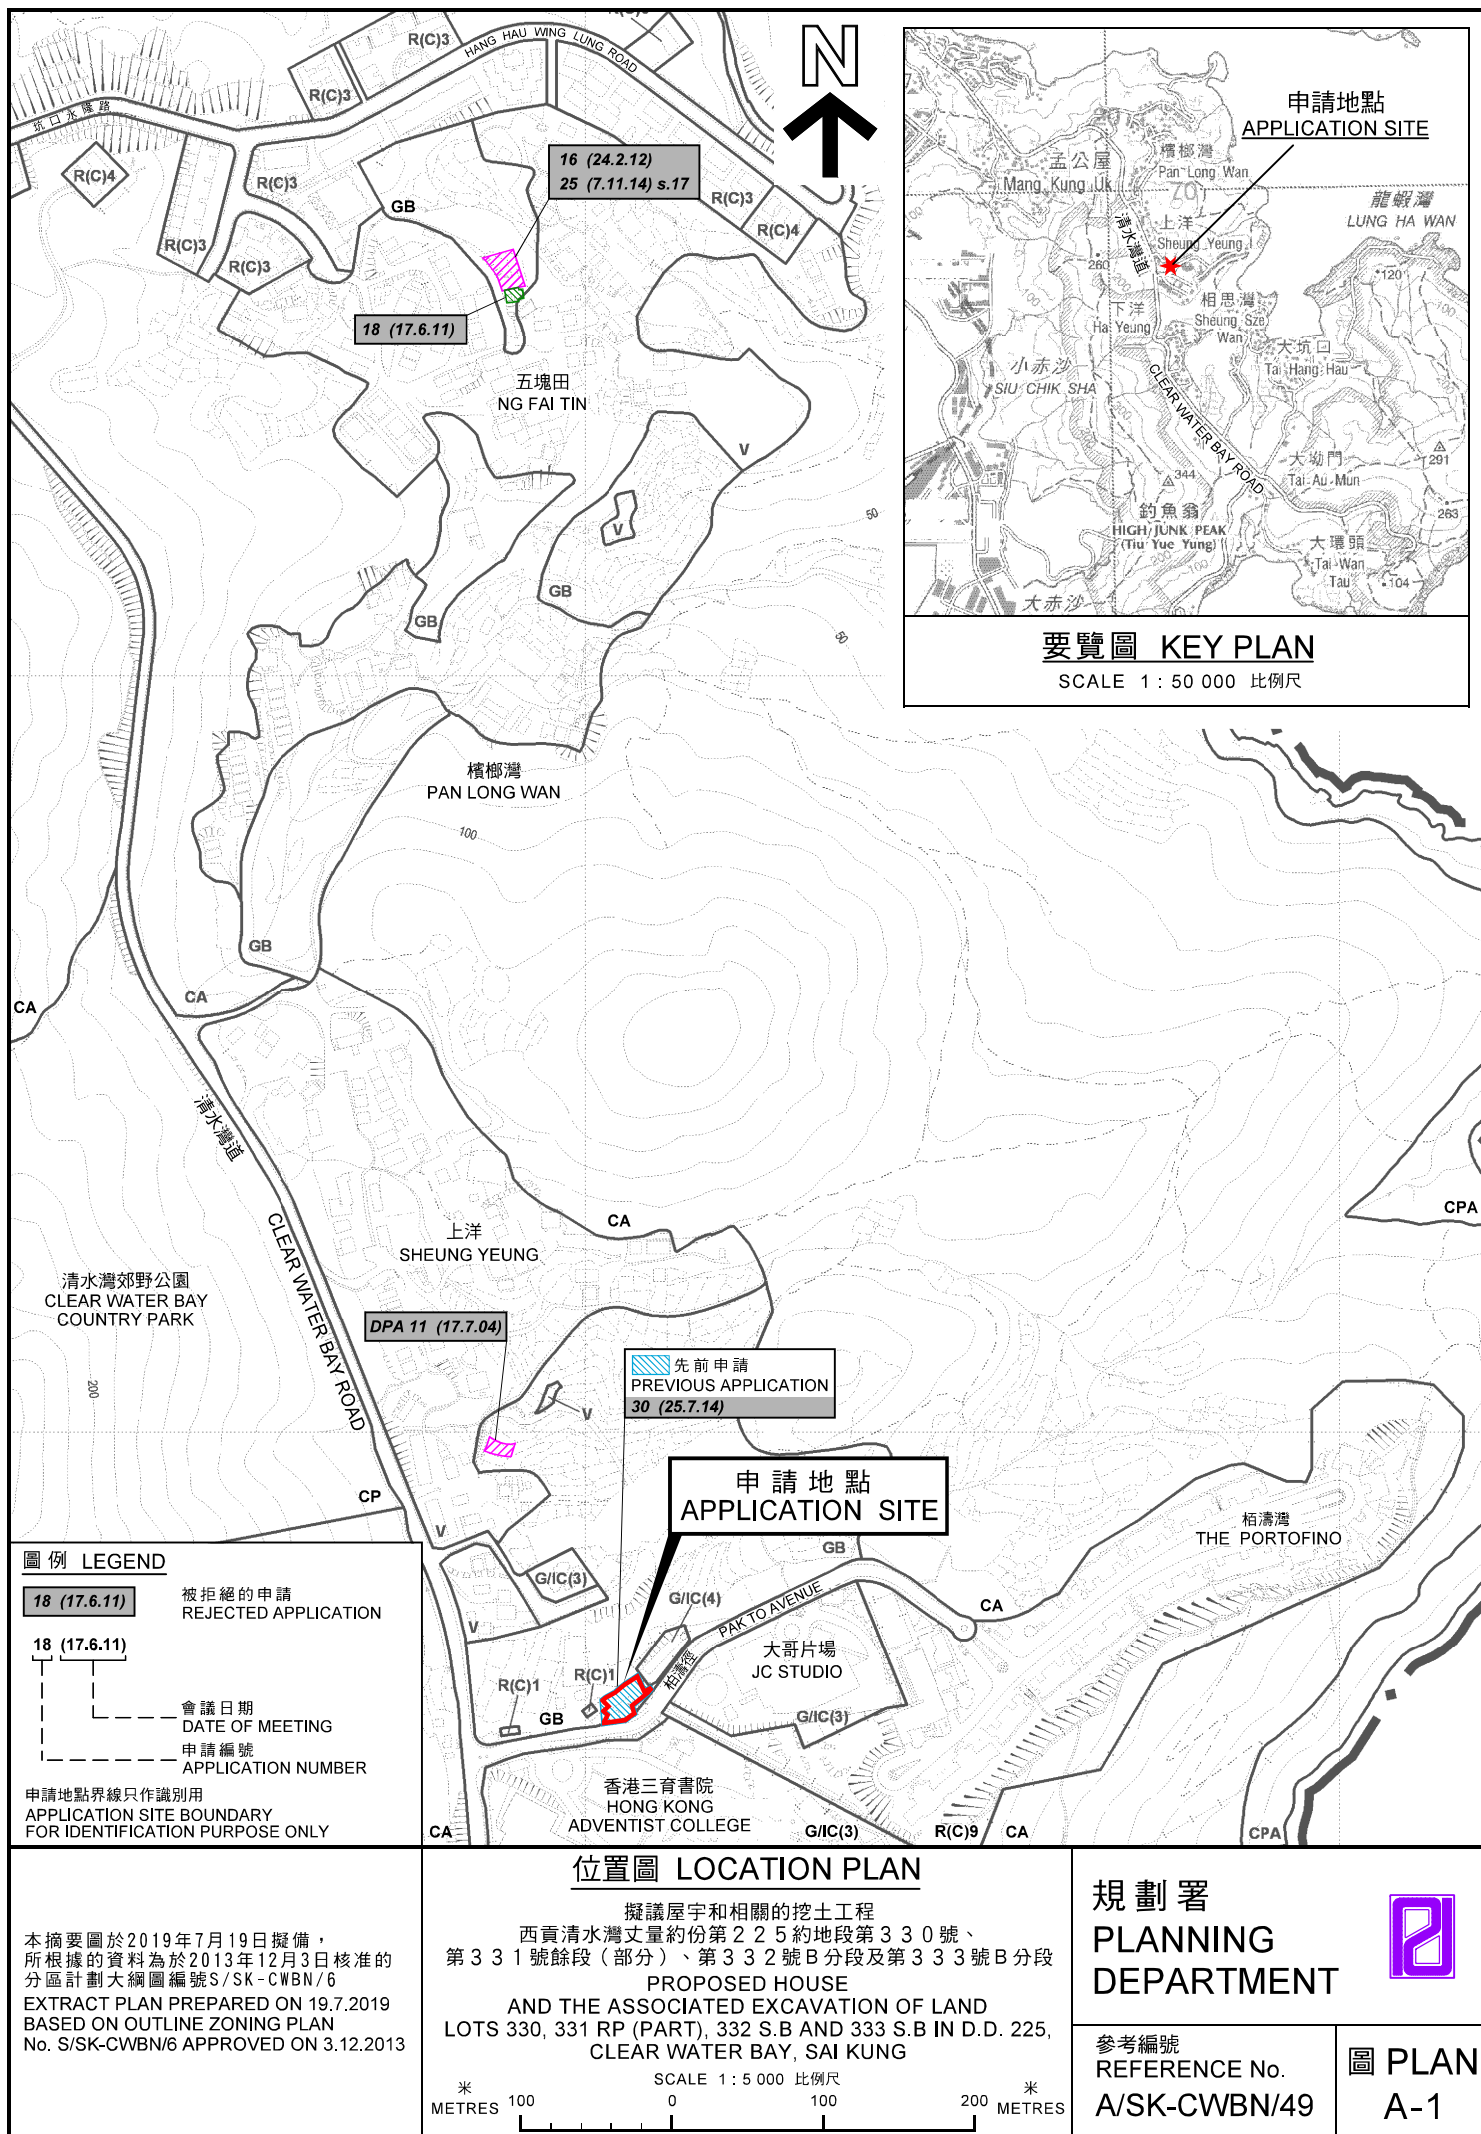 R(C)3
R(C)3
HANG HAU WING LUNG ROAD
坑口永隆路
R(C)3
R(C)4
R(C)3
R(C)3
R(C)3
GB
16 (24.2.12)
25 (7.11.14) s.17
R(C)3
R(C)4
18 (17.6.11)
五塊田
NG FAI TIN
V
V
50
50
GB
GB
N
申請地點
APPLICATION SITE
孟公屋
Mang Kung Uk
檳榔灣
Pan Long Wan
上洋
Sheung Yeung
龍蝦灣
LUNG HA WAN
清水灣道
260
120
下洋
Ha Yeung
相思灣
Sheung Sze
Wan
大坑口
Tai Hang Hau
小赤沙
SIU CHIK SHA
CLEAR WATER BAY ROAD
大坳門
Tai Au Mun
291
344
263
釣魚翁
HIGH JUNK PEAK
(Tiu Yue Yung)
200
100
大環頭
Tai Wan
Tau
104
大赤沙
要覽圖 KEY PLAN
SCALE 1 : 50 000 比例尺
檳榔灣
PAN LONG WAN
100
GB
CA
CA
清水灣道
CLEAR WATER BAY ROAD
CA
CPA
上洋
SHEUNG YEUNG
清水灣郊野公園
CLEAR WATER BAY
COUNTRY PARK
200
DPA 11 (17.7.04)
先前申請
PREVIOUS APPLICATION
30 (25.7.14)
V
CP
V
申請地點
APPLICATION SITE
栢濤灣
THE PORTOFINO
GB
G/IC(3)
G/IC(4)
PAK TO AVENUE
柏濤徑
CA
V
大哥片場
JC STUDIO
R(C)1
R(C)1
GB
G/IC(3)
香港三育書院
HONG KONG
ADVENTIST COLLEGE
CA
G/IC(3)
R(C)9
CA
CPA
圖例 LEGEND
18 (17.6.11)
被拒絕的申請
REJECTED APPLICATION
18 (17.6.11)
會議日期
DATE OF MEETING
申請編號
APPLICATION NUMBER
申請地點界線只作識別用
APPLICATION SITE BOUNDARY
FOR IDENTIFICATION PURPOSE ONLY
本摘要圖於2019年7月19日擬備，
所根據的資料為於2013年12月3日核准的
分區計劃大綱圖編號S/SK-CWBN/6
EXTRACT PLAN PREPARED ON 19.7.2019
BASED ON OUTLINE ZONING PLAN
No. S/SK-CWBN/6 APPROVED ON 3.12.2013
位置圖 LOCATION PLAN
擬議屋宇和相關的挖土工程
西貢清水灣丈量約份第２２５約地段第３３０號、
第３３１號餘段（部分）、第３３２號Ｂ分段及第３３３號Ｂ分段
PROPOSED HOUSE
AND THE ASSOCIATED EXCAVATION OF LAND
LOTS 330, 331 RP (PART), 332 S.B AND 333 S.B IN D.D. 225,
CLEAR WATER BAY, SAI KUNG
SCALE 1 : 5 000 比例尺
米
METRES
100 0 100 200
米
METRES
規劃署
PLANNING
DEPARTMENT
參考編號
REFERENCE No.
A/SK-CWBN/49
圖 PLAN
A-1